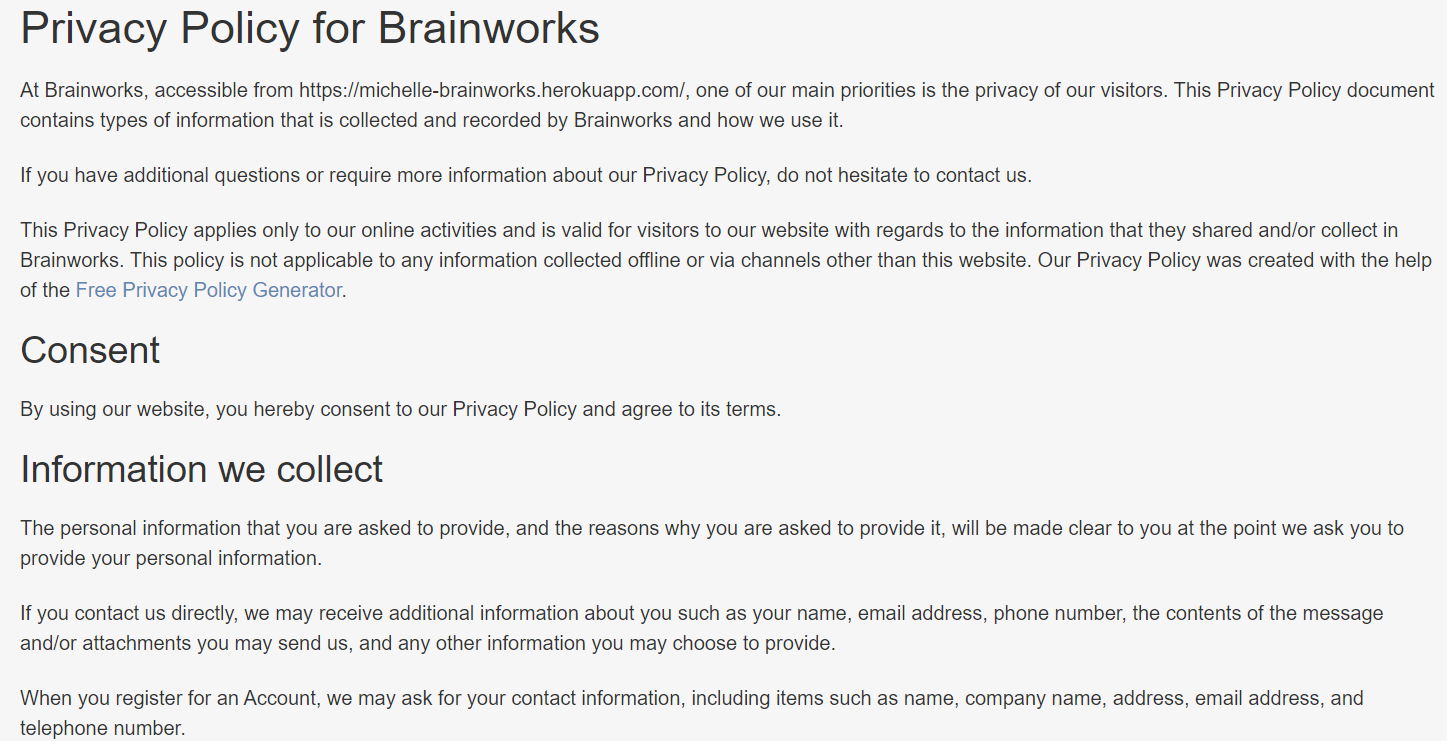 Privacy Policy for Brainworks
At Brainworks, accessible from https://michelle-brainworks.herokuapp.com/, one of our main priorities is the privacy of our visitors. This Privacy Policy document
contains types of information that is collected and recorded by Brainworks and how we use it.
If you have additional questions or require more information about our Privacy Policy, do not hesitate to contact us.
This Privacy Policy applies only to our online activities and is valid for visitors to our website with regards to the information that they shared and/or collect in
Brainworks. This policy is not applicable to any information collected offline or via channels other than this website. Our Privacy Policy was created with the help
of the Free Privacy Policy Generator.
Consent
By using our website, you hereby consent to our Privacy Policy and agree to its terms.
Information we collect
The personal information that you are asked to provide, and the reasons why you are asked to provide it, will be made clear to you at the point we ask you to
provide your personal information.
If you contact us directly, we may receive additional information about you such as your name, email address, phone number, the contents of the message
and/or attachments you may send us, and any other information you may choose to provide.
When you register for an Account, we may ask for your contact information, including items such as name, company name, address, email address, and
telephone number.